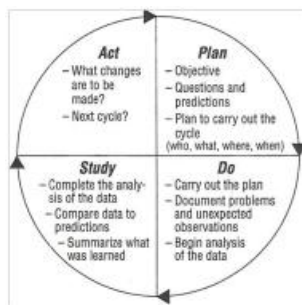 Act
– What changes
are to be
made?
– Next cycle?
Plan
– Objective
– Questions and
predictions
– Plan to carry out the
cycle
(who, what, where, when)
Study
– Complete the analy-
sis of the data
– Compare data to
predictions
– Summarize what
was learned
Do
– Carry out the plan
– Document problems
and unexpected
observations
– Begin analysis
of the data